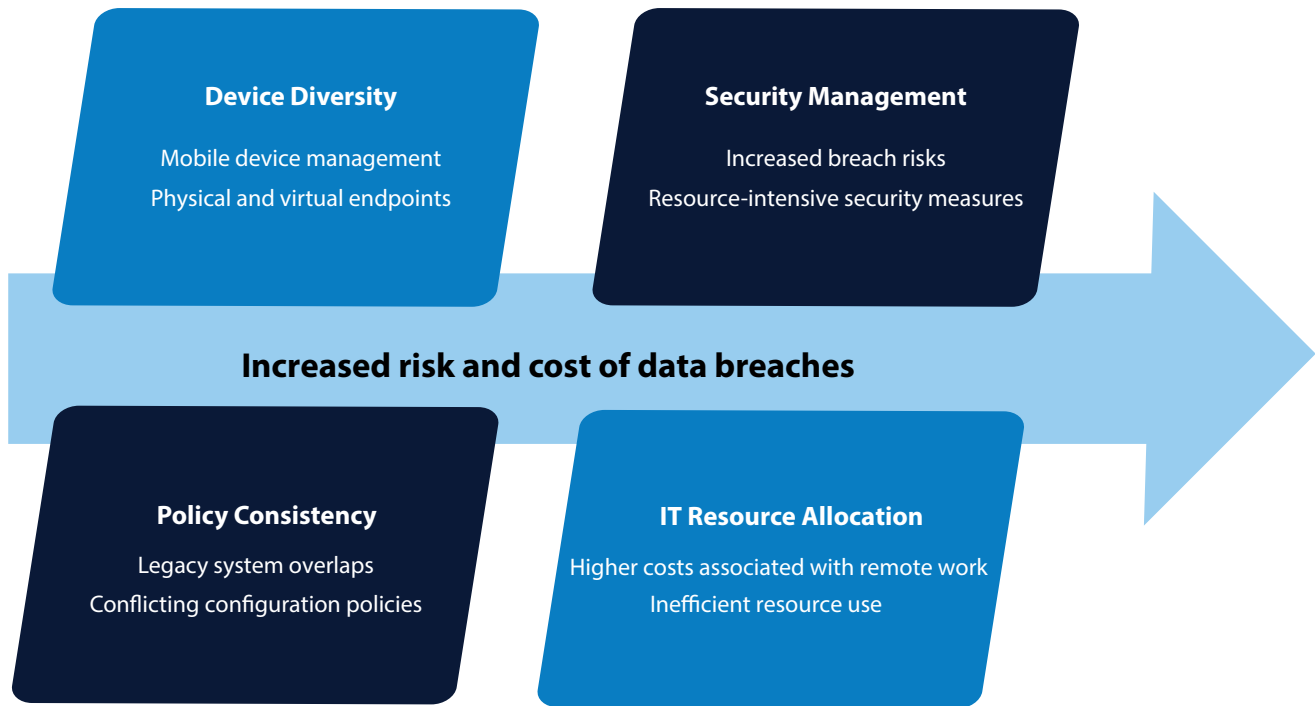 Device Diversity
Mobile device management
Physical and virtual endpoints
Security Management
Increased breach risks
Resource-intensive security measures
Increased risk and cost of data breaches
Policy Consistency
Legacy system overlaps
Conflicting configuration policies
IT Resource Allocation
Higher costs associated with remote work
Inefficient resource use